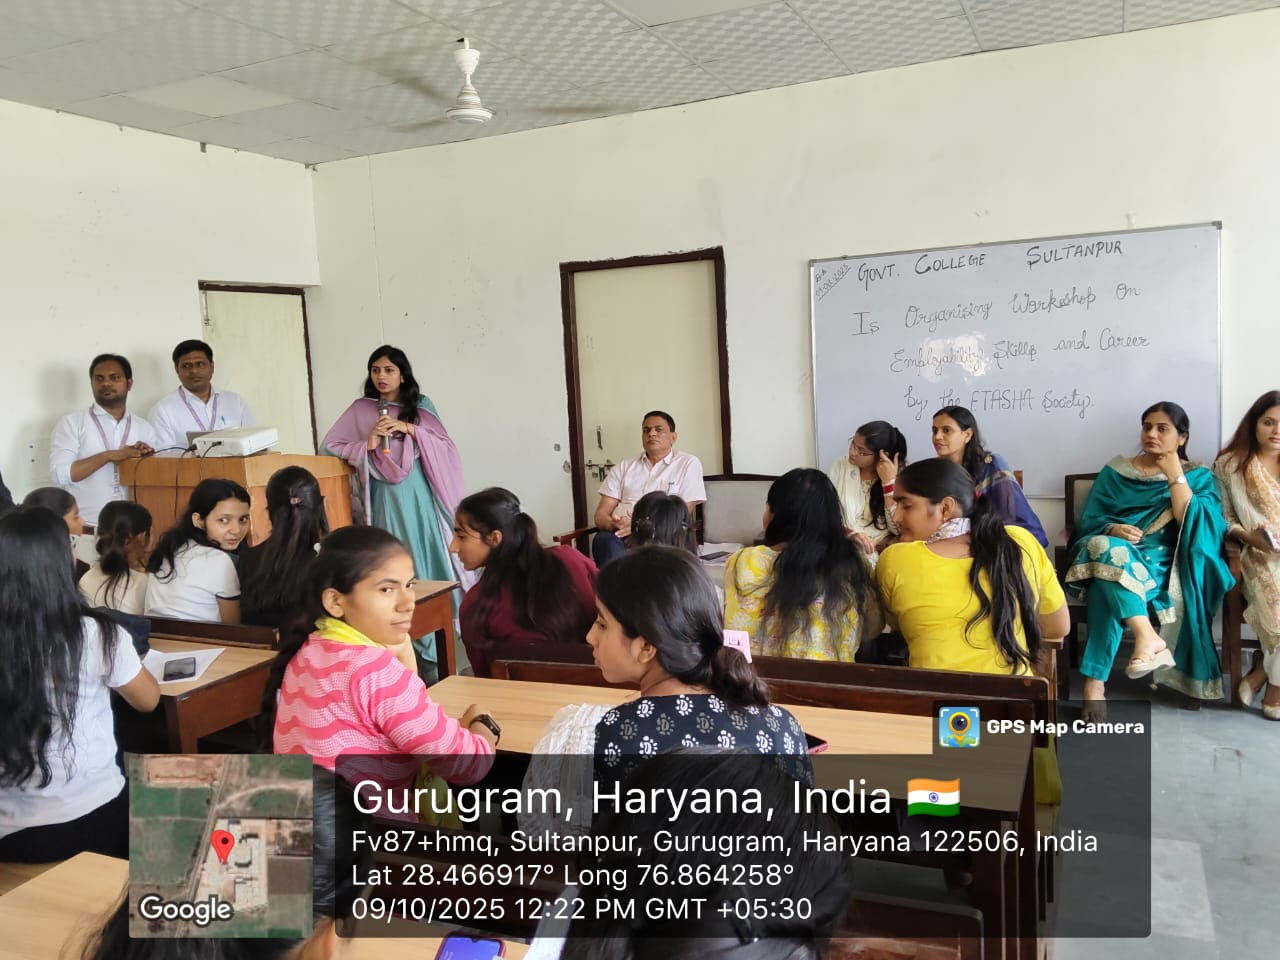 GOVT. COLLEGE SULTANPUR
Is Organising Workshop On
Employability Skills and Career
by the ETASHA Society.
GPS Map Camera
Gurugram, Haryana, India
Fv87+hmq, Sultanpur, Gurugram, Haryana 122506, India
Lat 28.466917° Long 76.864258°
09/10/2025 12:22 PM GMT +05:30
Google